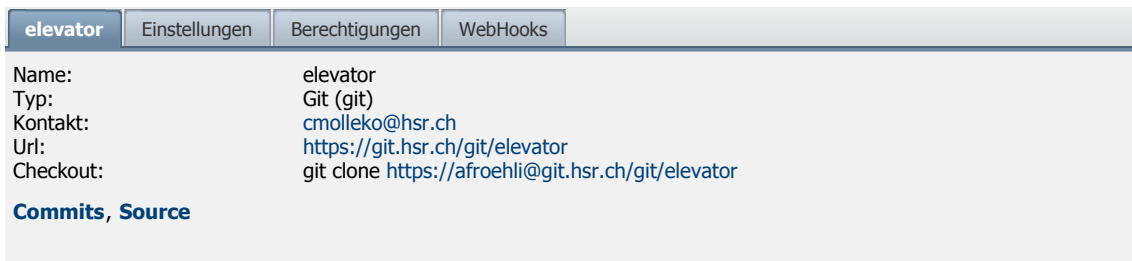 elevator Einstellungen Berechtigungen WebHooks
Name: elevator
Typ: Git (git)
Kontakt: cmolleko@hsr.ch
Url: https://git.hsr.ch/git/elevator
Checkout: git clone https://afroehli@git.hsr.ch/git/elevator
Commits, Source